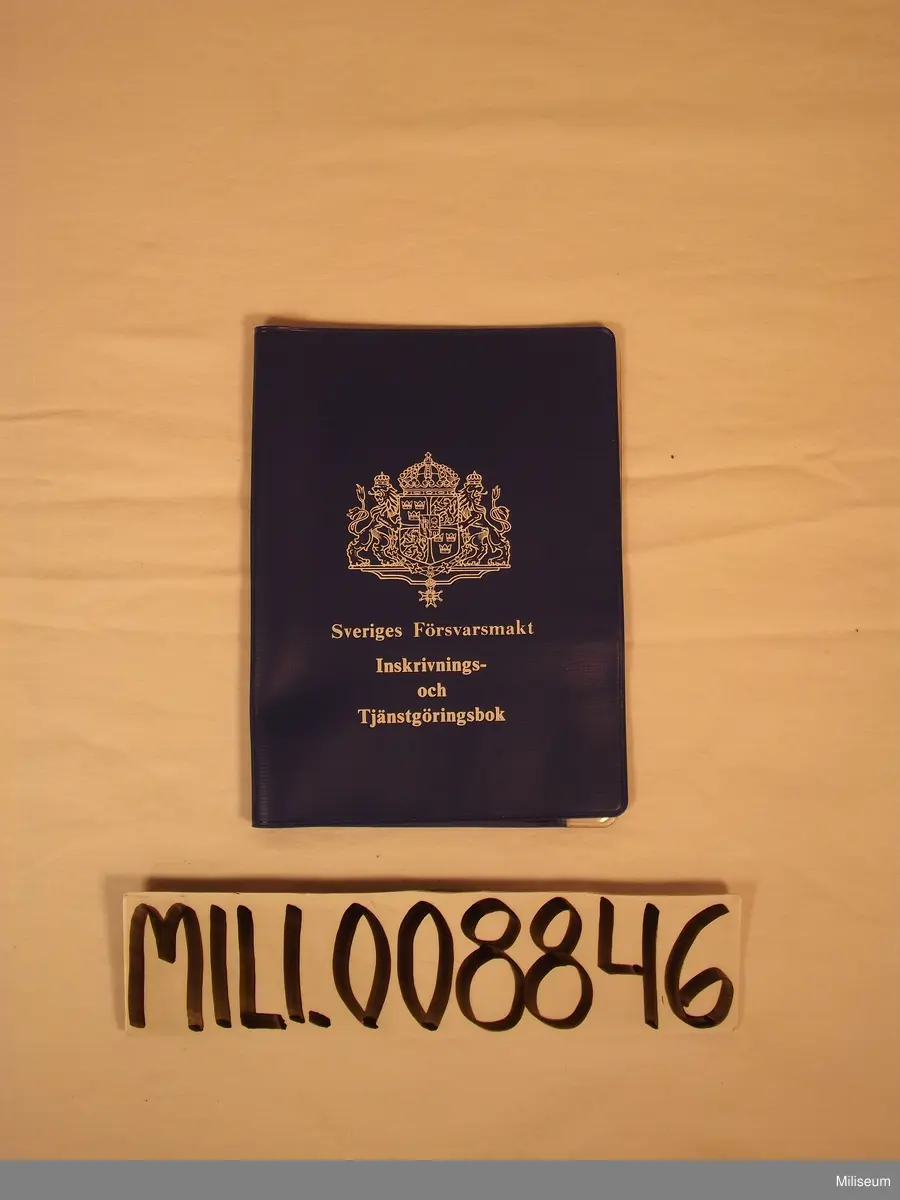 Sveriges Försvarsmakt
Inskrivnings-
och
Tjänstgöringsbok
MILI.008846
Miliseum